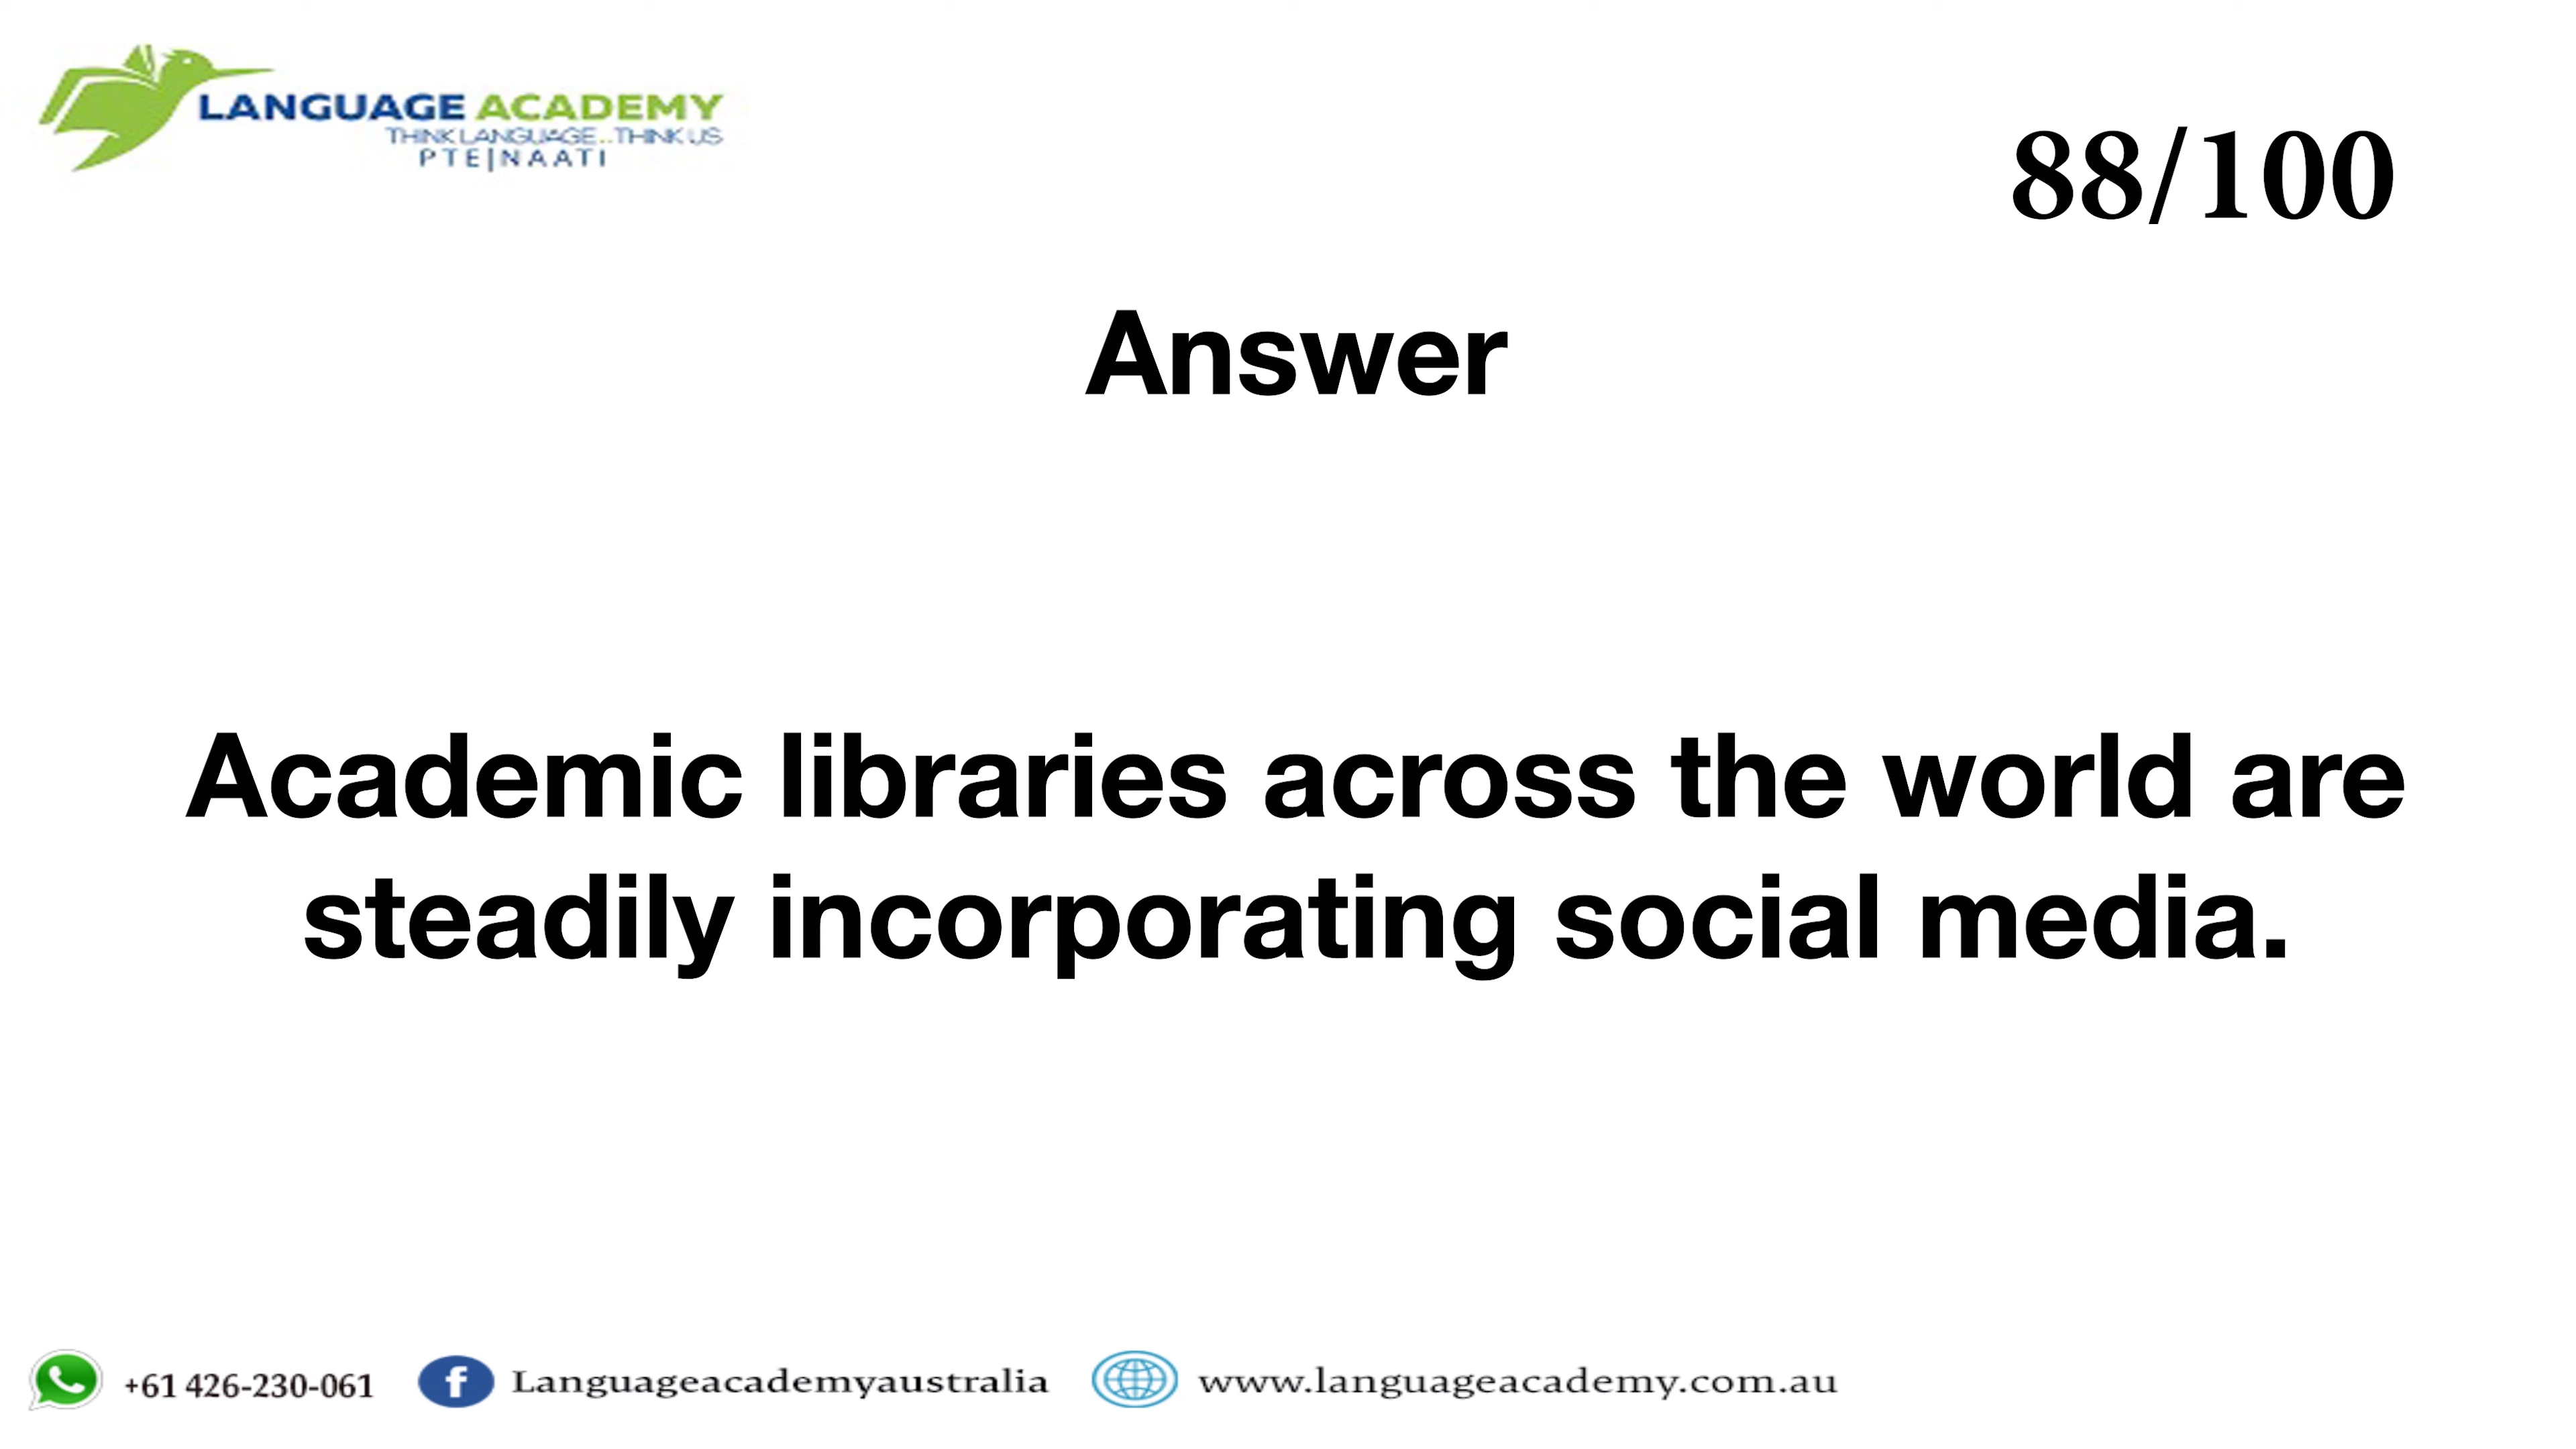 LANGUAGE ACADEMY
THINK LANGUAGE..THINK US
PTE|NAATI
88/100
Answer
Academic libraries across the world are
steadily incorporating social media.
+61 426-230-061 f Languageacademyaustralia www.languageacademy.com.au